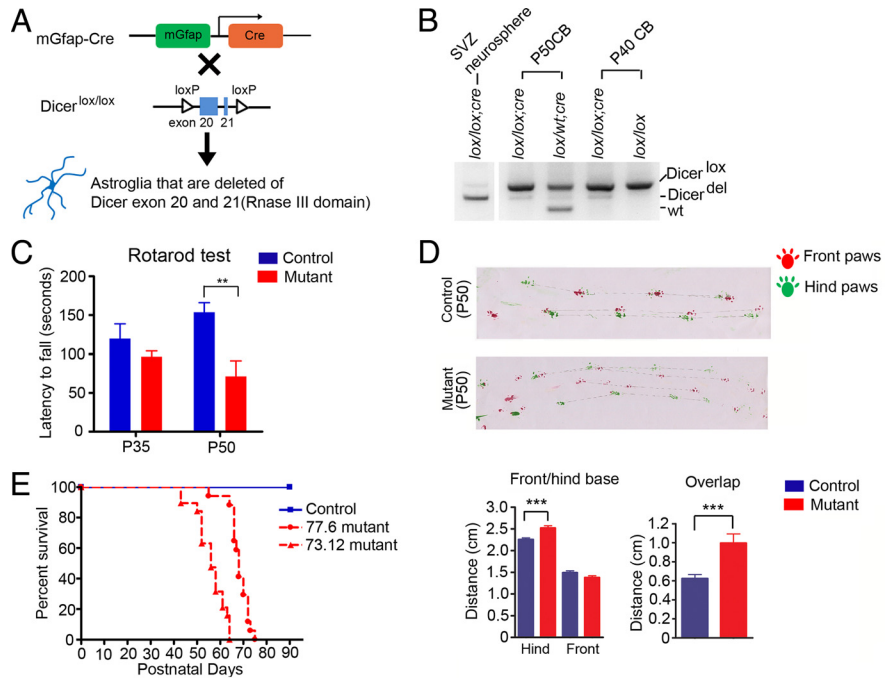 A
mGfap-Cre
mGfap
Cre
Dicer lox/lox
loxP
loxP
exon 20 21
Astroglia that are deleted of
Dicer exon 20 and 21(Rnase III domain)
B
SVZ
neurosphere
P50CB
P40 CB
lox/lox;cre
lox/lox;cre
lox/wt;cre
lox/lox;cre
lox/lox
Dicer lox
Dicer del
wt
C
Rotarod test
Control
Mutant
Latency to fall (seconds)
200
150
100
50
0
**
P35
P50
D
Front paws
Hind paws
Control
(P50)
Mutant
(P50)
Front/hind base
Distance (cm)
3.0
2.5
2.0
1.5
1.0
0.5
0
***
Hind
Front
Overlap
Distance (cm)
1.2
1.0
0.8
0.6
0.4
0.2
0
***
Control
Mutant
E
Percent survival
100
80
60
40
20
0
0 10 20 30 40 50 60 70 80 90
Postnatal Days
Control
77.6 mutant
73.12 mutant